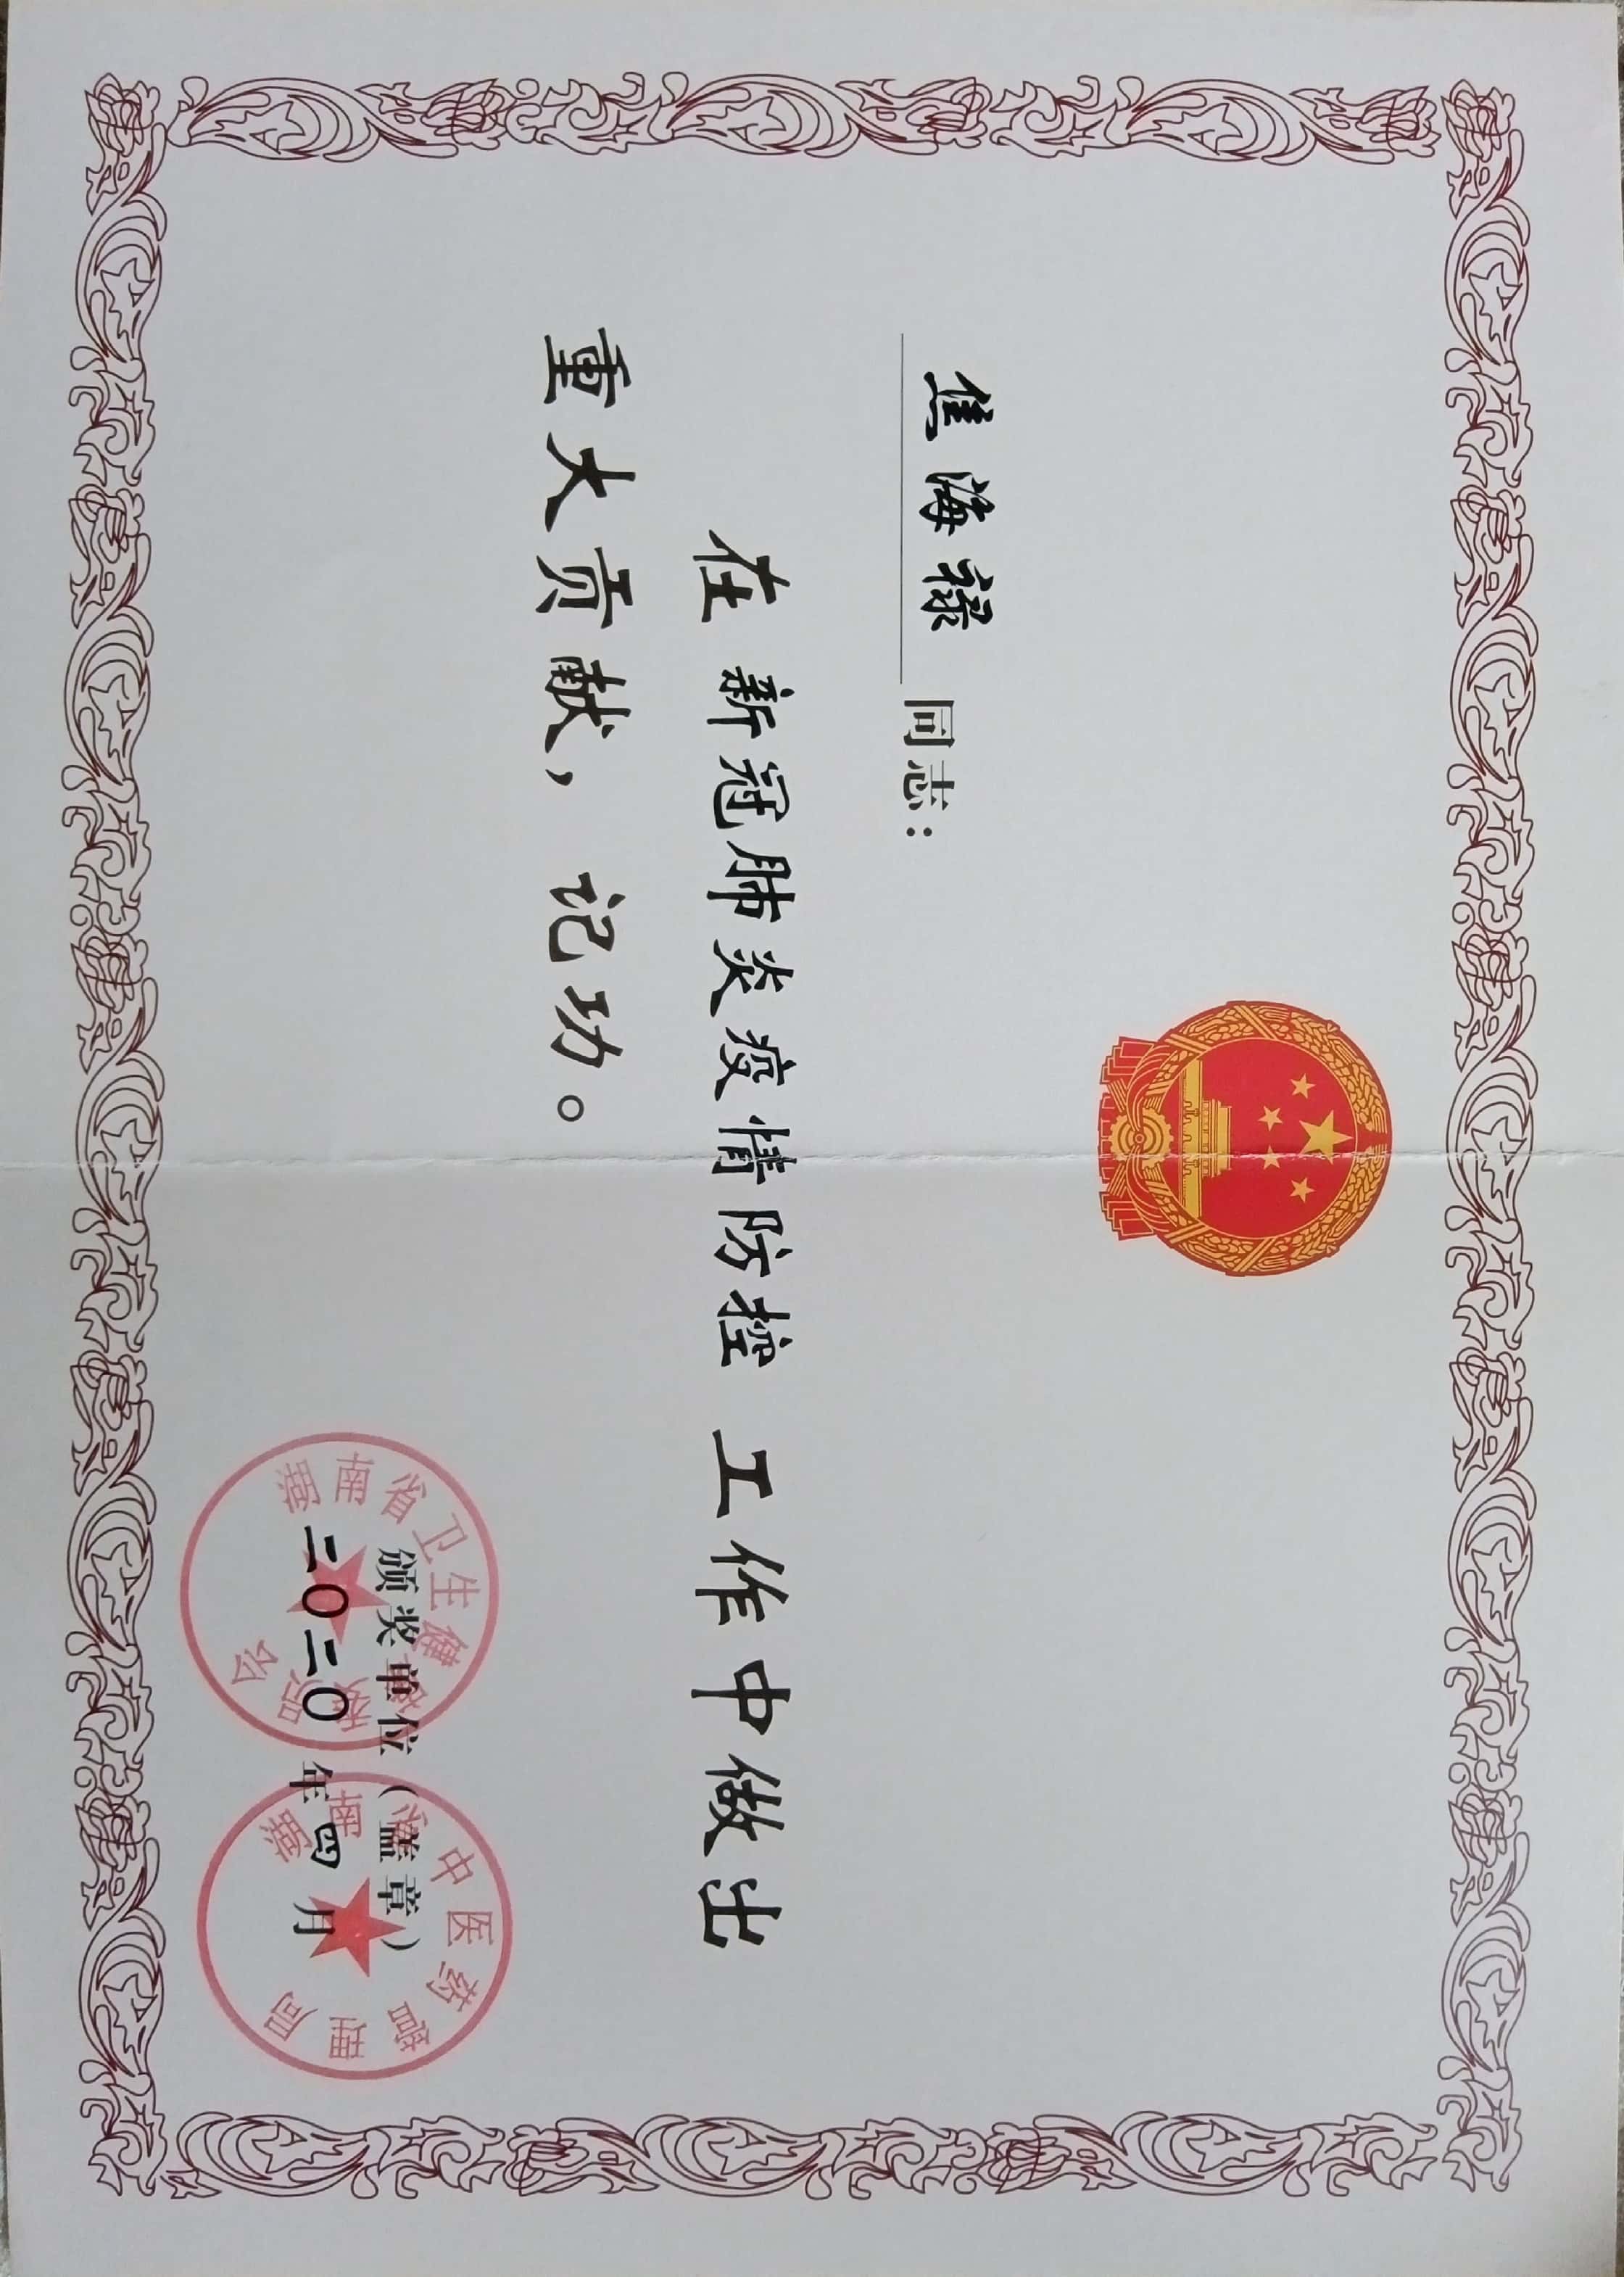 焦海禄 同志：
在 新冠肺炎疫情防控 工作中做出
重大贡献，记功。
颁奖单位（盖章）
二〇二〇年四月
湖南省卫生健康委员会
湖南省中医药管理局